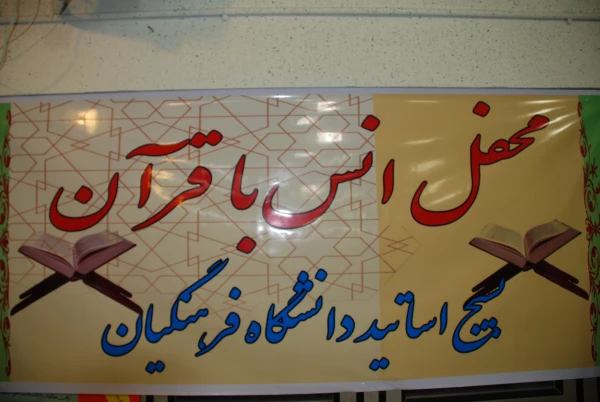 محفل انس با قرآن
بسیج اساتید دانشگاه فرهنگیان